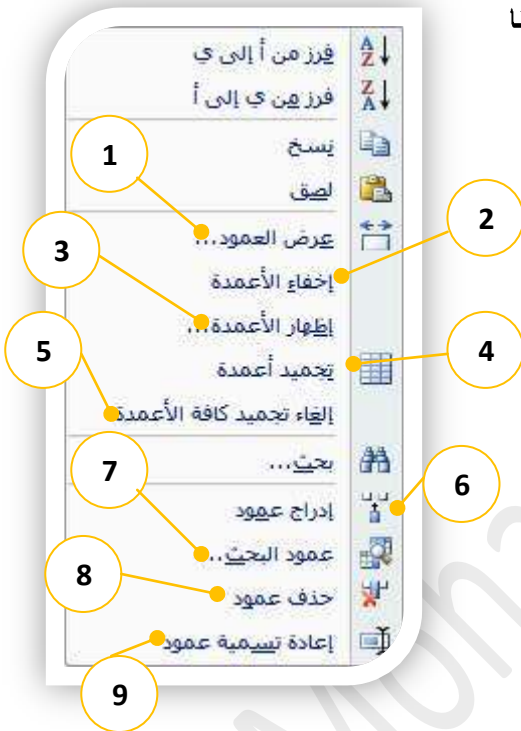 فرز من أ إلى ي
فرز من ي إلى أ
نسخ
لصق
1
عرض العمود...
2
إخفاء الأعمدة
3
إظهار الأعمدة...
4
تجميد أعمدة
5
إلغاء تجميد كافة الأعمدة
بحث...
6
إدراج عمود
7
عمود البحث...
8
حذف عمود
9
إعادة تسمية عمود